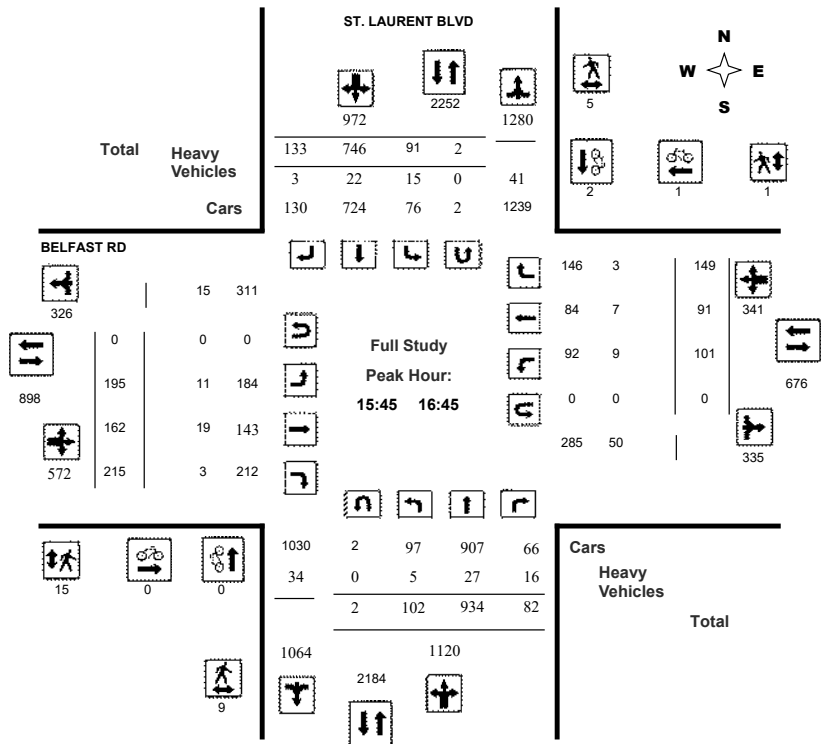 ST. LAURENT BLVD
N
W E
S
972
2252
1280
5
Total
Heavy
Vehicles
Cars
133 746 91 2
3 22 15 0 41
130 724 76 2 1239
2 1 1
BELFAST RD
326
15 311
0 0 0
898
195 11 184
162 19 143
572
215 3 212
Full Study
Peak Hour:
15:45 16:45
146 3 149
84 7 91
341
92 9 101
676
0 0 0
285 50
335
15 0 0
1030 2 97 907 66
34 0 5 27 16
2 102 934 82
Cars
Heavy
Vehicles
Total
1064
1120
2184
9